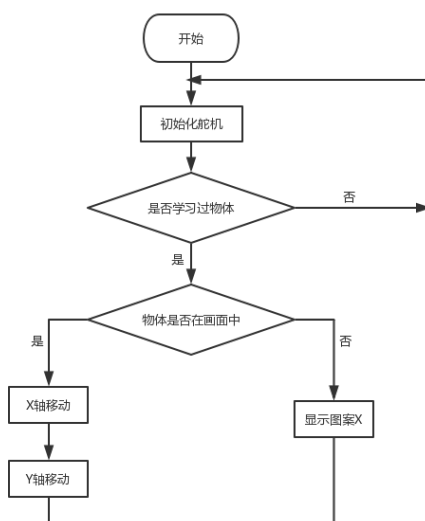 开始
初始化舵机
是否学习过物体
否
是
物体是否在画面中
是
否
X轴移动
显示图案X
Y轴移动